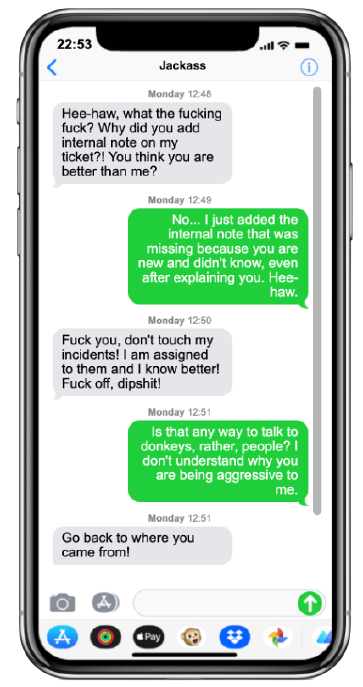 22:53
Jackass
Monday 12:48
Hee-haw, what the fucking
fuck? Why did you add
internal note on my
ticket?! You think you are
better than me?
Monday 12:49
No... I just added the
internal note that was
missing because you are
new and didn't know, even
after explaining you. Hee-
haw.
Monday 12:50
Fuck you, don't touch my
incidents! I am assigned
to them and I know better!
Fuck off, dipshit!
Monday 12:51
Is that any way to talk to
donkeys, rather, people? I
don't understand why you
are being aggressive to
me.
Monday 12:51
Go back to where you
came from!
Pay